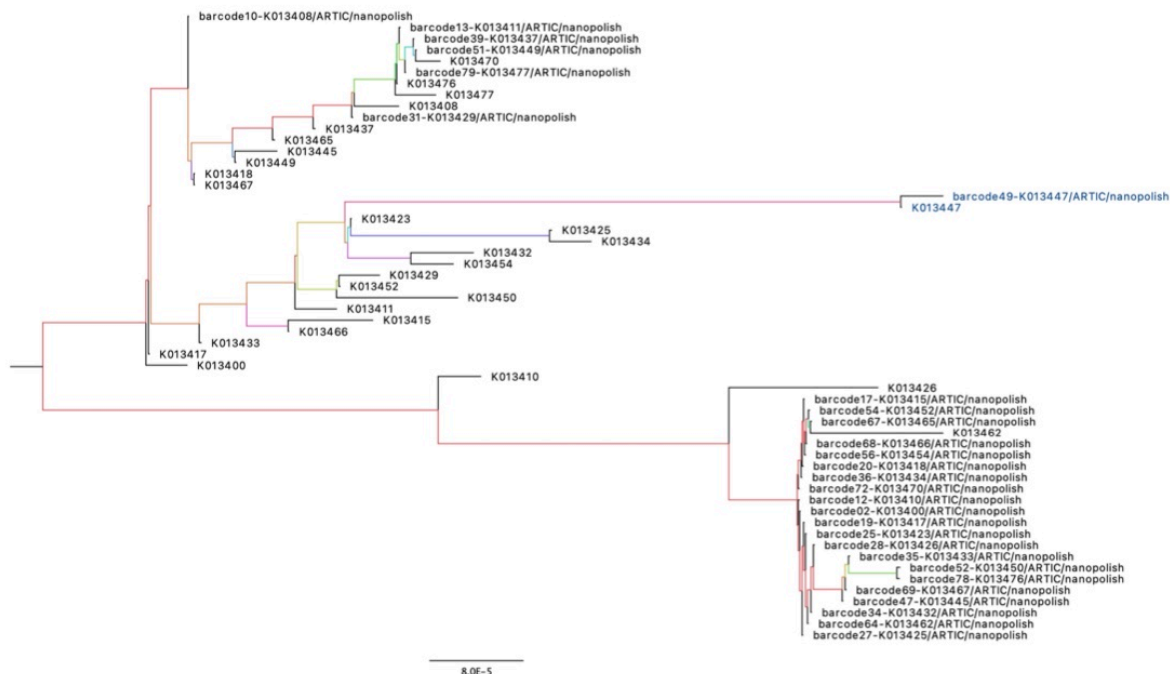 barcode10-K013408/ARTIC/nanopolish
barcode13-K013411/ARTIC/nanopolish
barcode39-K013437/ARTIC/nanopolish
barcode51-K013449/ARTIC/nanopolish
K013470
barcode79-K013477/ARTIC/nanopolish
K013476
K013477
K013408
barcode31-K013429/ARTIC/nanopolish
K013437
K013465
K013445
K013449
K013418
K013467
barcode49-K013447/ARTIC/nanopolish
K013447
K013423
K013425
K013434
K013432
K013454
K013429
K013452
K013450
K013411
K013415
K013466
K013433
K013417
K013400
K013410
K013426
barcode17-K013415/ARTIC/nanopolish
barcode54-K013452/ARTIC/nanopolish
barcode67-K013465/ARTIC/nanopolish
K013462
barcode68-K013466/ARTIC/nanopolish
barcode56-K013454/ARTIC/nanopolish
barcode20-K013418/ARTIC/nanopolish
barcode36-K013434/ARTIC/nanopolish
barcode72-K013470/ARTIC/nanopolish
barcode12-K013410/ARTIC/nanopolish
barcode02-K013400/ARTIC/nanopolish
barcode19-K013417/ARTIC/nanopolish
barcode25-K013423/ARTIC/nanopolish
barcode28-K013426/ARTIC/nanopolish
barcode35-K013433/ARTIC/nanopolish
barcode52-K013450/ARTIC/nanopolish
barcode78-K013476/ARTIC/nanopolish
barcode69-K013467/ARTIC/nanopolish
barcode47-K013445/ARTIC/nanopolish
barcode34-K013432/ARTIC/nanopolish
barcode64-K013462/ARTIC/nanopolish
barcode27-K013425/ARTIC/nanopolish
8.0E-5